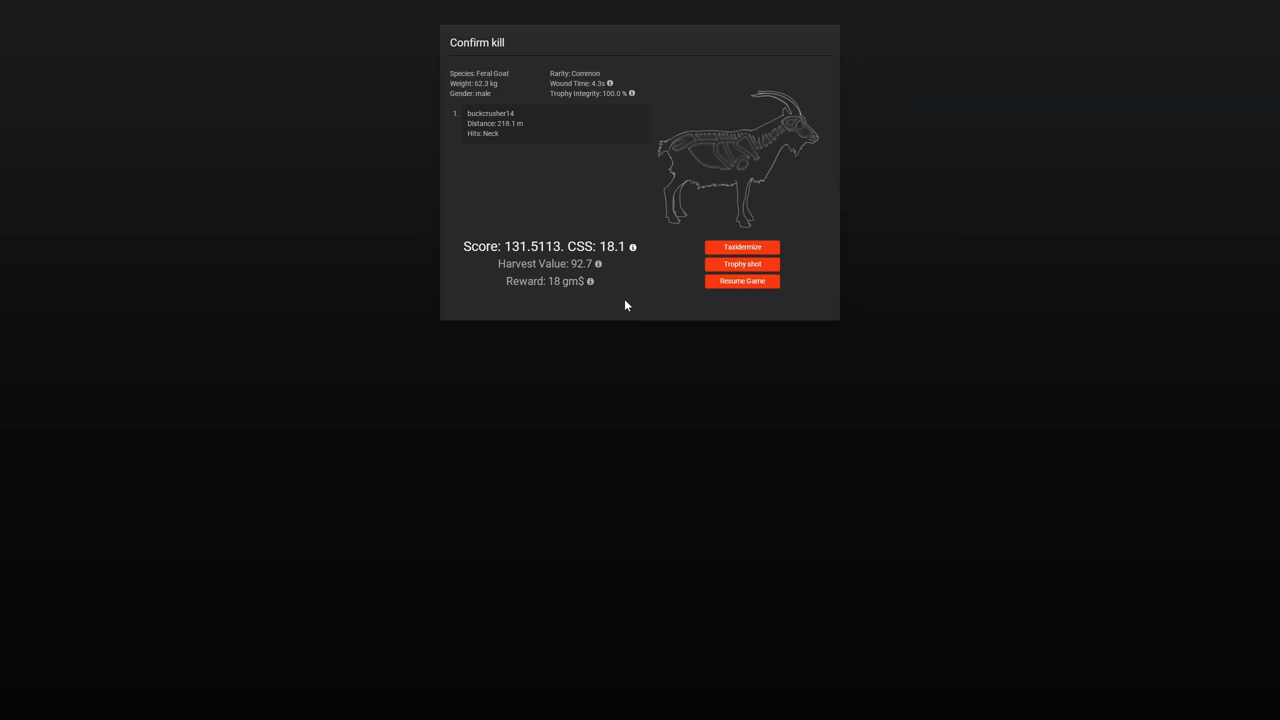 Confirm kill
Species: Feral Goat
Weight: 62.3 kg
Gender: male
Rarity: Common
Wound Time: 4.3s
Trophy Integrity: 100.0 %
1. buckcrusher14
Distance: 218.1 m
Hits: Neck
Score: 131.5113. CSS: 18.1
Harvest Value: 92.7
Reward: 18 gm$
Taxidermize
Trophy shot
Resume Game